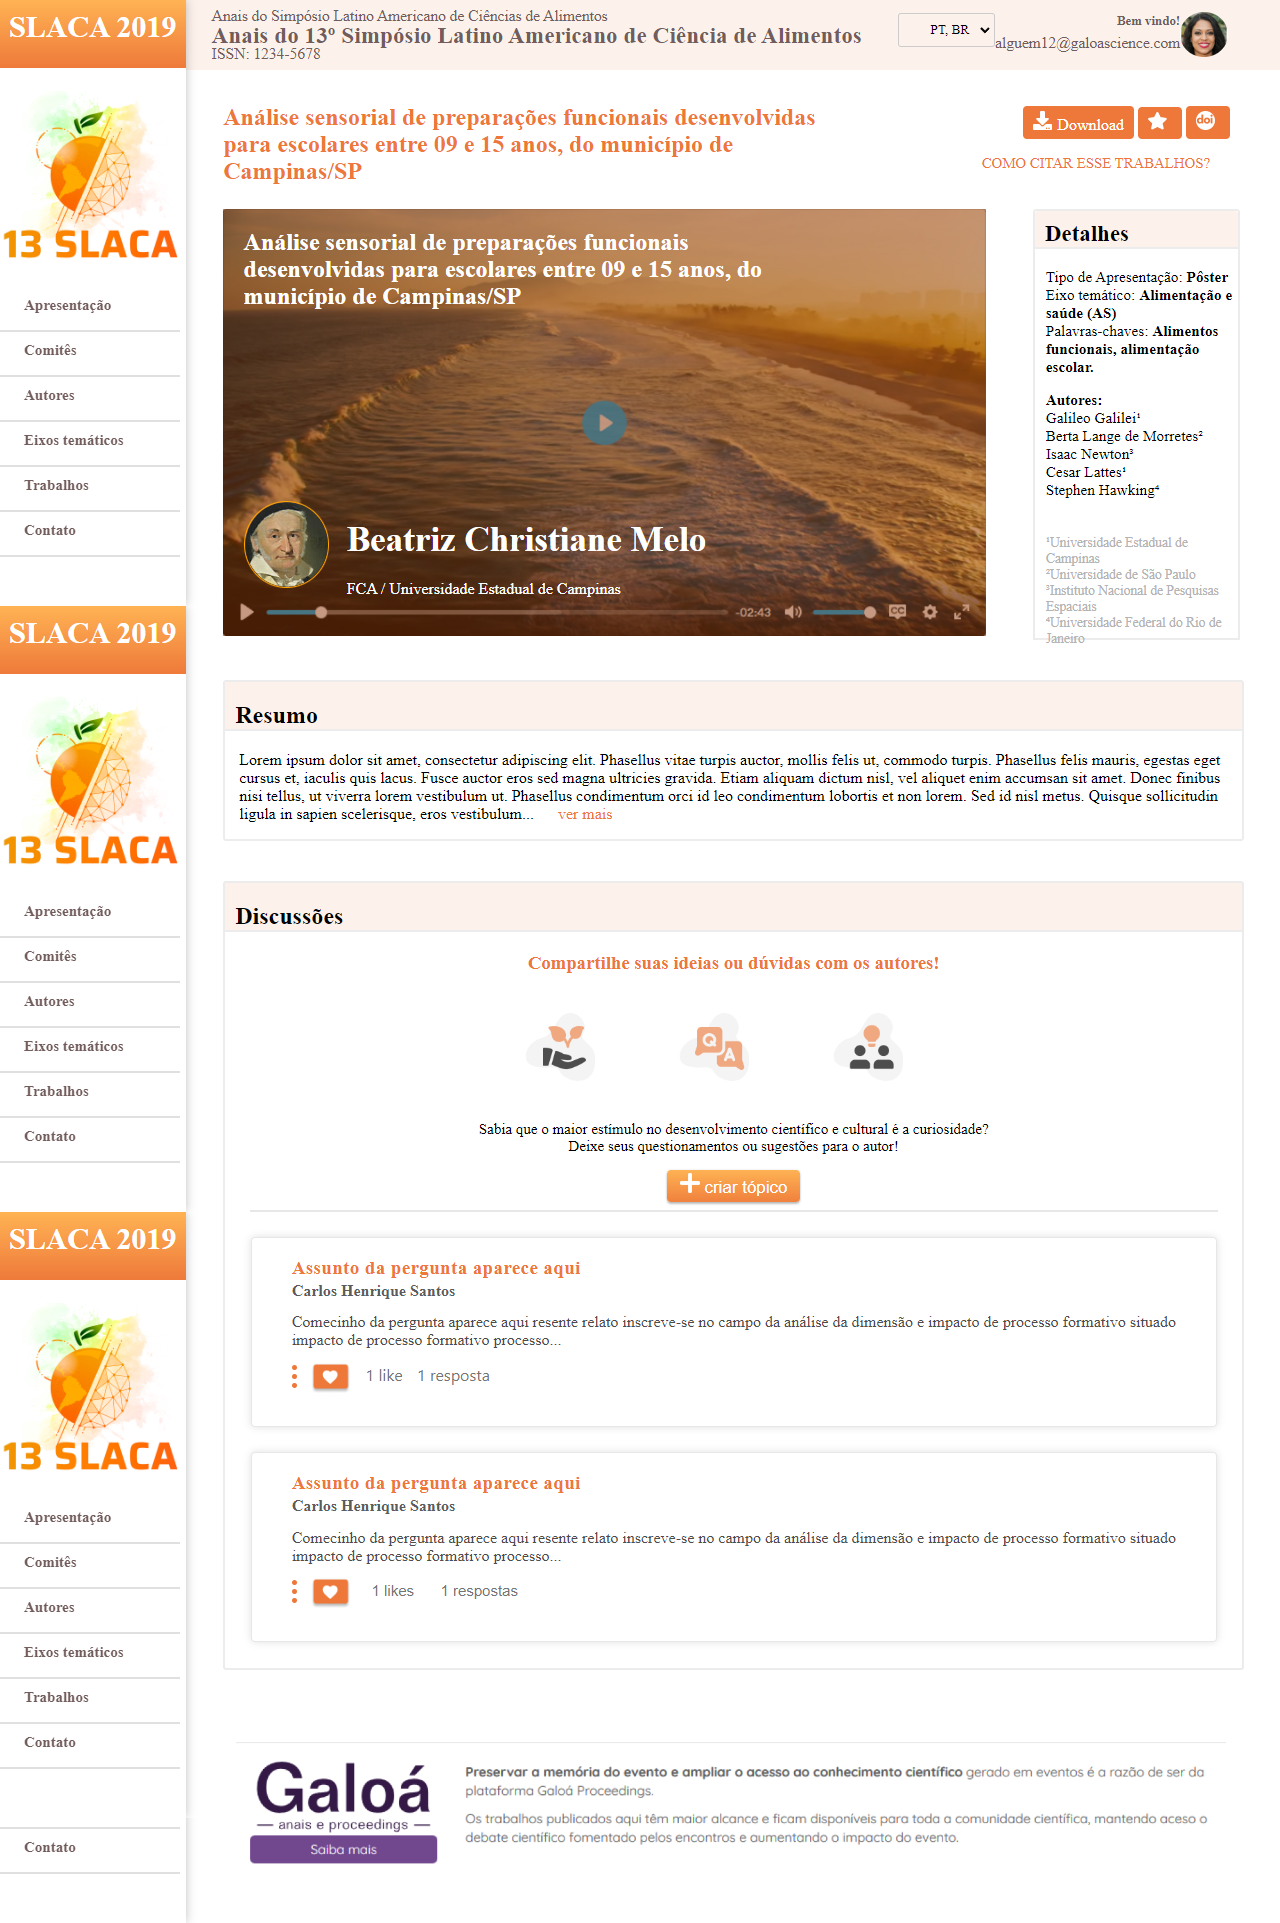 SLACA 2019
13 SLACA
Apresentação
Comitês
Autores
Eixos temáticos
Trabalhos
Contato
SLACA 2019
13 SLACA
Apresentação
Comitês
Autores
Eixos temáticos
Trabalhos
Contato
SLACA 2019
13 SLACA
Apresentação
Comitês
Autores
Eixos temáticos
Trabalhos
Contato
Contato
Anais do Simpósio Latino Americano de Ciências de Alimentos
Anais do 13º Simpósio Latino Americano de Ciência de Alimentos
ISSN: 1234-5678
PT, BR
Bem vindo!
alguem12@galoascience.com
Análise sensorial de preparações funcionais desenvolvidas
para escolares entre 09 e 15 anos, do município de
Campinas/SP
Download
doi
COMO CITAR ESSE TRABALHOS?
Análise sensorial de preparações funcionais
desenvolvidas para escolares entre 09 e 15 anos, do
município de Campinas/SP
Beatriz Christiane Melo
FCA / Universidade Estadual de Campinas
-02:43
CC
Detalhes
Tipo de Apresentação: Pôster
Eixo temático: Alimentação e
saúde (AS)
Palavras-chaves: Alimentos
funcionais, alimentação
escolar.
Autores:
Galileo Galilei¹
Berta Lange de Morretes²
Isaac Newton³
Cesar Lattes¹
Stephen Hawking⁴
¹Universidade Estadual de
Campinas
²Universidade de São Paulo
³Instituto Nacional de Pesquisas
Espaciais
⁴Universidade Federal do Rio de
Janeiro
Resumo
Lorem ipsum dolor sit amet, consectetur adipiscing elit. Phasellus vitae turpis auctor, mollis felis ut, commodo turpis. Phasellus felis mauris, egestas eget
cursus et, iaculis quis lacus. Fusce auctor eros sed magna ultricies gravida. Etiam aliquam dictum nisl, vel aliquet enim accumsan sit amet. Donec finibus
nisi tellus, ut viverra lorem vestibulum ut. Phasellus condimentum orci id leo condimentum lobortis et non lorem. Sed id nisl metus. Quisque sollicitudin
ligula in sapien scelerisque, eros vestibulum... ver mais
Discussões
Compartilhe suas ideias ou dúvidas com os autores!
Q A
Sabia que o maior estímulo no desenvolvimento científico e cultural é a curiosidade?
Deixe seus questionamentos ou sugestões para o autor!
criar tópico
Assunto da pergunta aparece aqui
Carlos Henrique Santos
Comecinho da pergunta aparece aqui resente relato inscreve-se no campo da análise da dimensão e impacto de processo formativo situado
impacto de processo formativo processo...
1 like 1 resposta
Assunto da pergunta aparece aqui
Carlos Henrique Santos
Comecinho da pergunta aparece aqui resente relato inscreve-se no campo da análise da dimensão e impacto de processo formativo situado
impacto de processo formativo processo...
1 likes 1 respostas
Galoá
anais e proceedings
Saiba mais
Preservar a memória do evento e ampliar o acesso ao conhecimento científico gerado em eventos é a razão de ser da
plataforma Galoá Proceedings.
Os trabalhos publicados aqui têm maior alcance e ficam disponíveis para toda a comunidade científica, mantendo aceso o
debate científico fomentado pelos encontros e aumentando o impacto do evento.